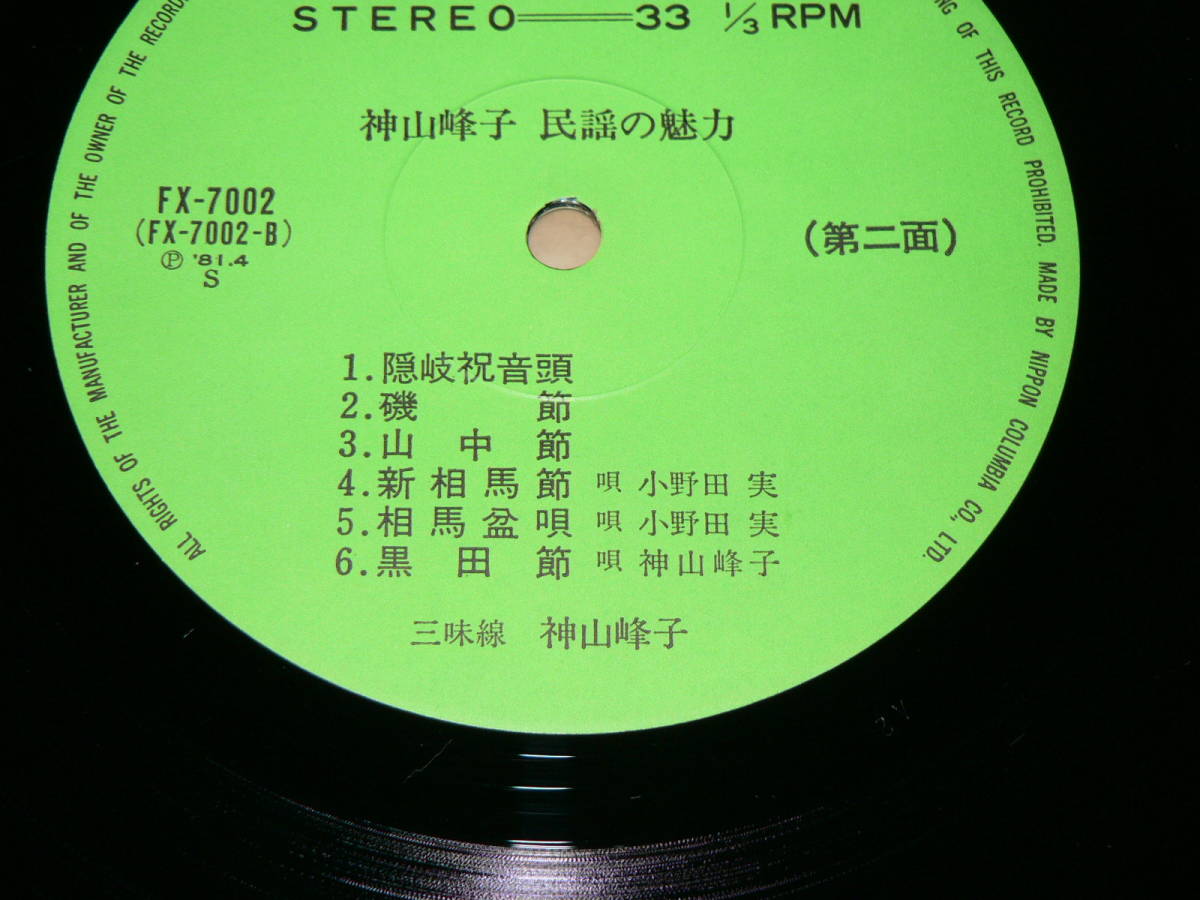 STEREO══33 1/3 RPM
神山峰子 民謡の魅力
FX-7002
(FX-7002-B)
Ⓟ '81.4
S
(第二面)
1.隠岐祝音頭
2.磯節
3.山中節
4.新相馬節 唄 小野田 実
5.相馬盆唄 唄 小野田 実
6.黒田節 唄 神山峰子
三味線 神山峰子
ALL RIGHTS OF THE MANUFACTURER AND OF THE OWNER OF THE RECORDE
NG OF THIS RECORD PROHIBITED. MADE BY NIPPON COLUMBIA CO., LTD.